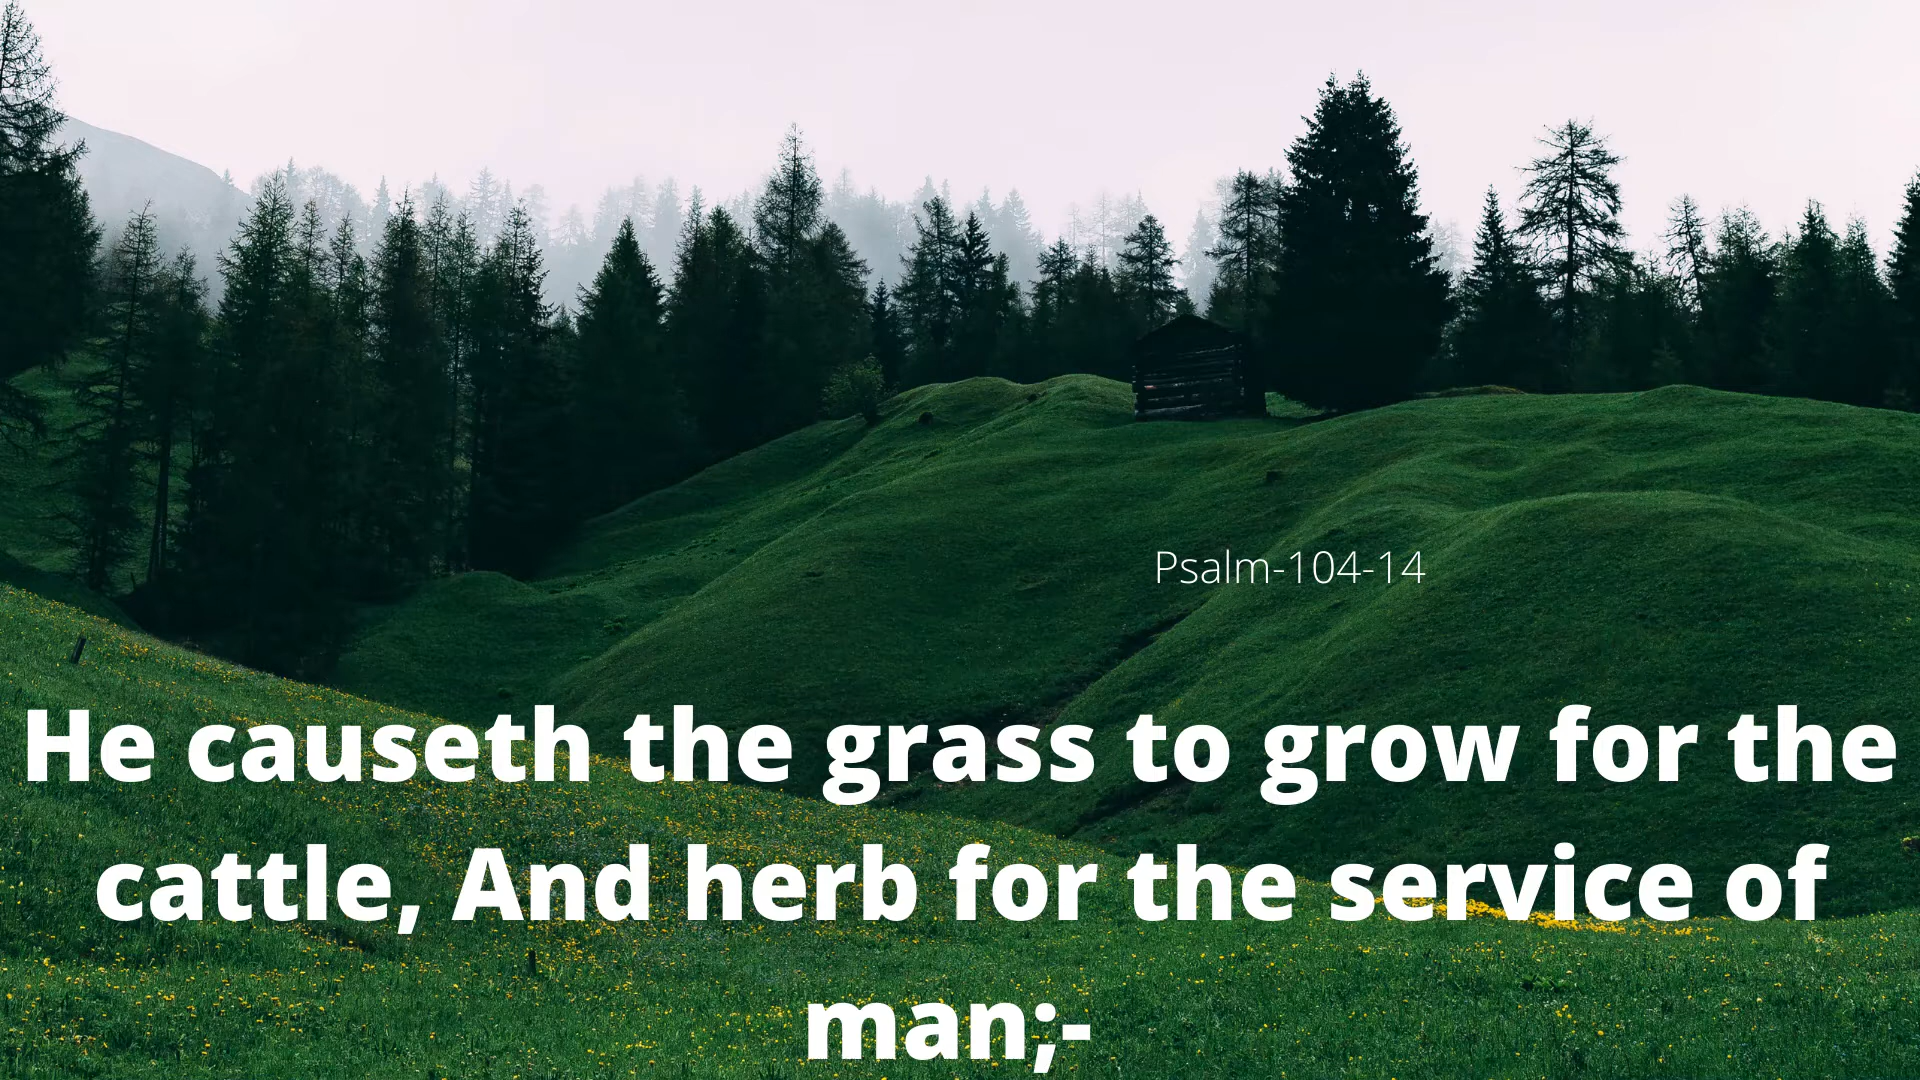 Psalm-104-14
He causeth the grass to grow for the
cattle, And herb for the service of
man;-